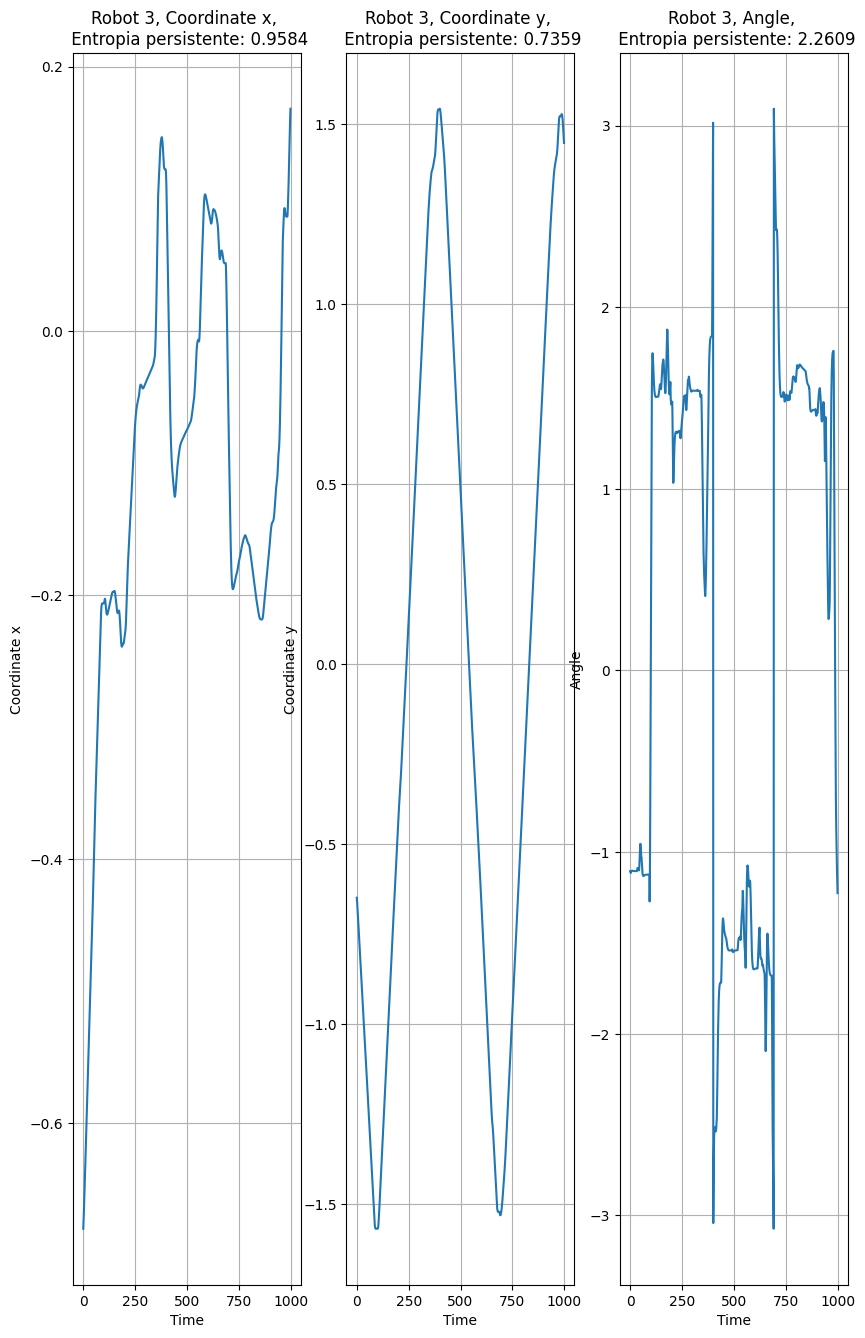 Robot 3, Coordinate x,
Entropia persistente: 0.9584
Robot 3, Coordinate y,
Entropia persistente: 0.7359
Robot 3, Angle,
Entropia persistente: 2.2609
Coordinate x
0.2
0.0
−0.2
−0.4
−0.6
0
250
500
750
1000
Time
Coordinate y
1.5
1.0
0.5
0.0
−0.5
−1.0
−1.5
0
250
500
750
1000
Time
Angle
3
2
1
0
−1
−2
−3
0
250
500
750
1000
Time